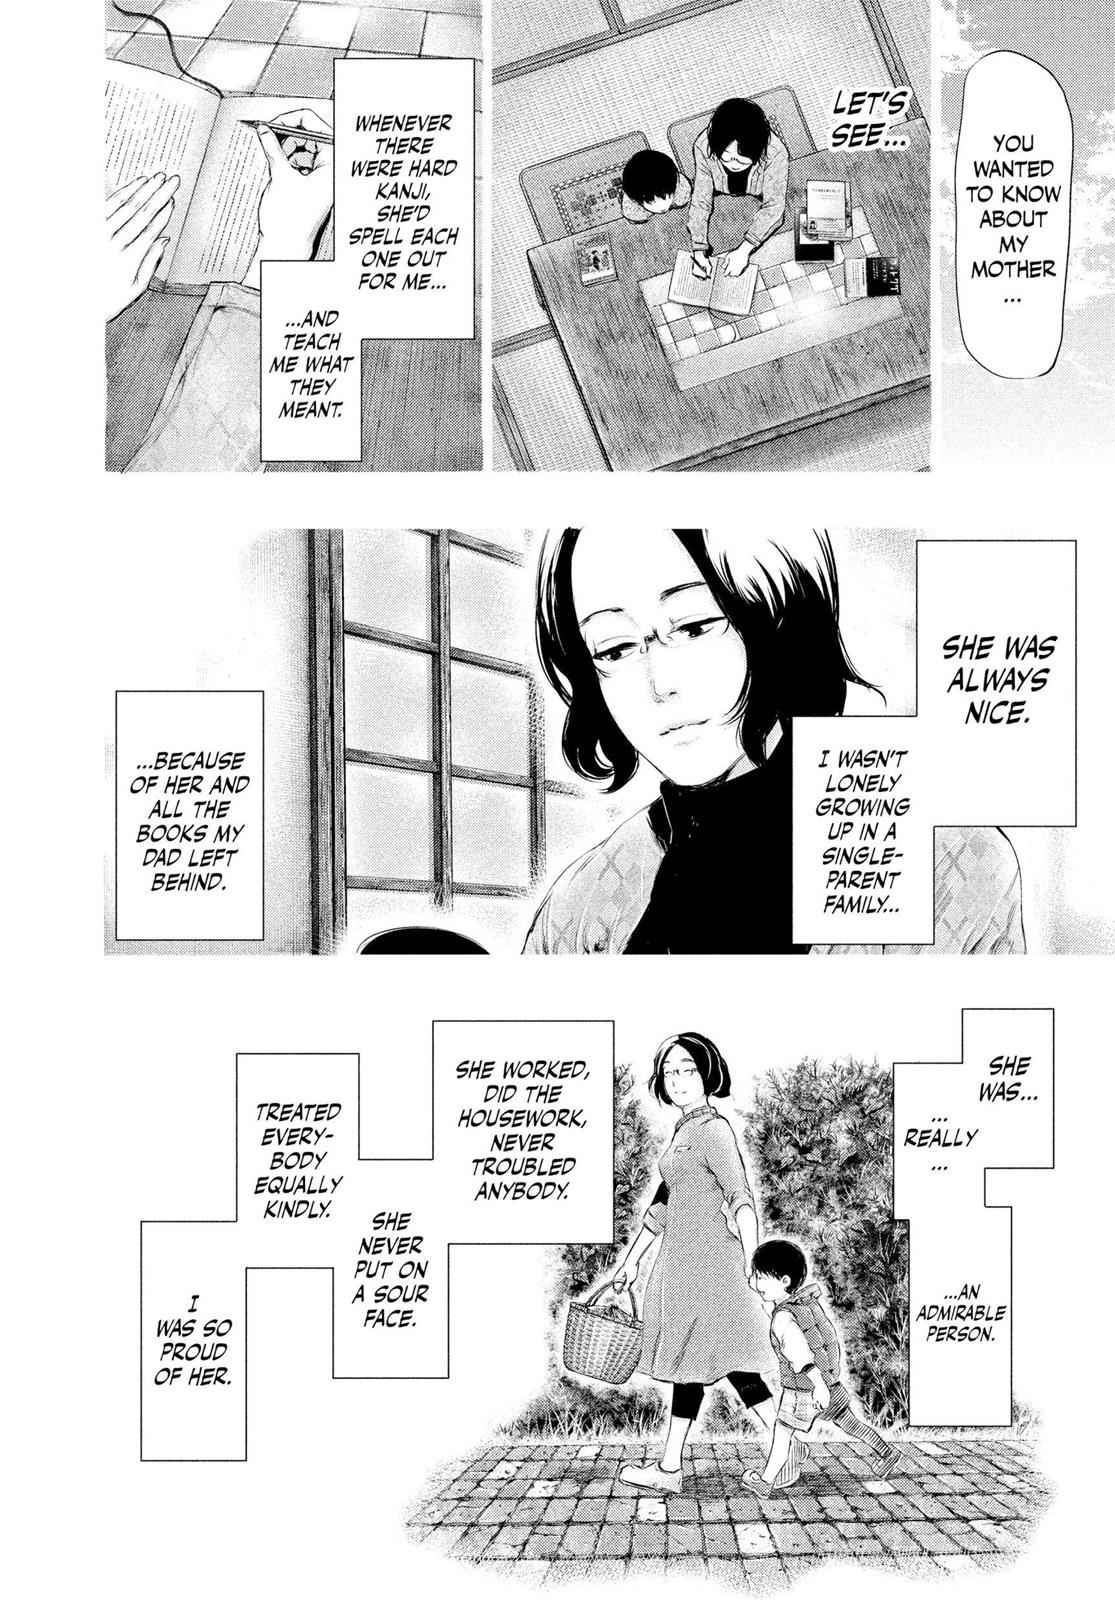 YOU
WANTED
TO KNOW
ABOUT
MY
MOTHER
...
LET'S
SEE...
WHENEVER
THERE
WERE HARD
KANJI,
SHE'D
SPELL EACH
ONE OUT
FOR ME...
...AND
TEACH
ME WHAT
THEY
MEANT.
SHE WAS
ALWAYS
NICE.
I WASN'T
LONELY
GROWING
UP IN A
SINGLE-
PARENT
FAMILY...
...BECAUSE
OF HER AND
ALL THE
BOOKS MY
DAD LEFT
BEHIND.
SHE
WAS...
...
REALLY
...
...AN
ADMIRABLE
PERSON.
SHE WORKED,
DID THE
HOUSEWORK,
NEVER
TROUBLED
ANYBODY.
SHE
NEVER
PUT ON
A SOUR
FACE.
TREATED
EVERY-
BODY
EQUALLY
KINDLY.
I
WAS SO
PROUD
OF HER.